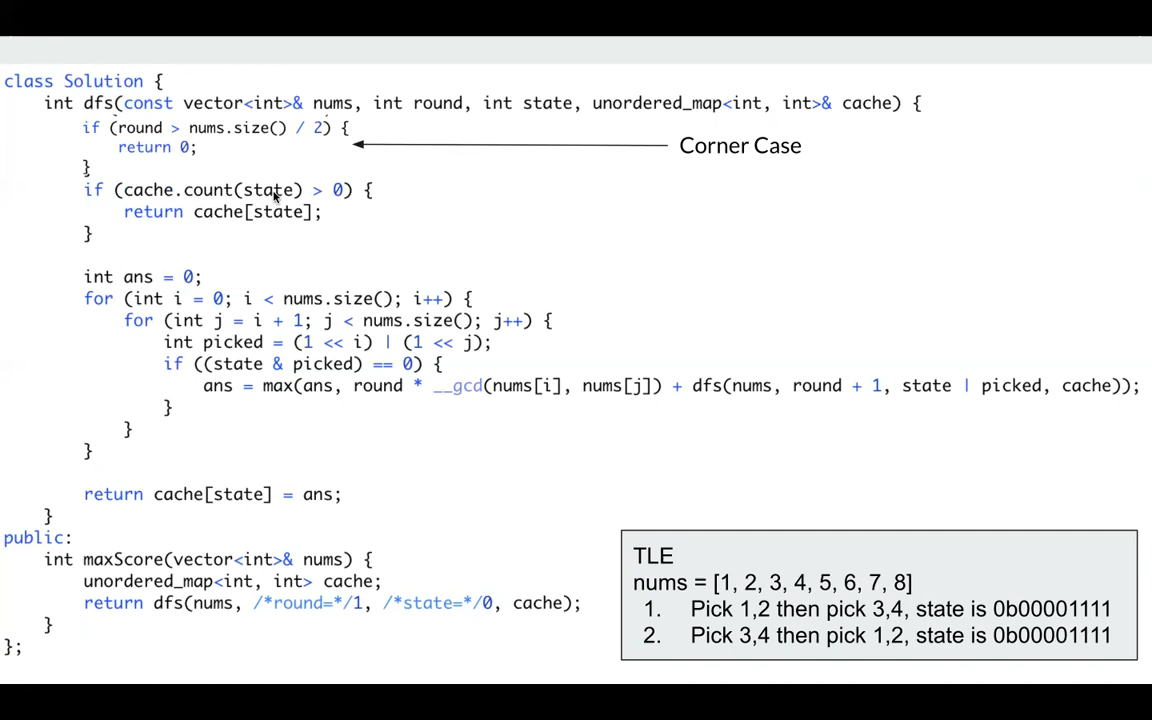 class Solution {
int dfs(const vector<int>& nums, int round, int state, unordered_map<int, int>& cache) {
if (round > nums.size() / 2) {
return 0;
Corner Case
}
if (cache.count(state) > 0) {
return cache[state];
}
int ans = 0;
for (int i = 0; i < nums.size(); i++) {
for (int j = i + 1; j < nums.size(); j++) {
int picked = (1 << i) | (1 << j);
if ((state & picked) == 0) {
ans = max(ans, round * __gcd(nums[i], nums[j]) + dfs(nums, round + 1, state | picked, cache));
}
}
}
return cache[state] = ans;
}
public:
int maxScore(vector<int>& nums) {
unordered_map<int, int> cache;
return dfs(nums, /*round=*/1, /*state=*/0, cache);
}
};
TLE
nums = [1, 2, 3, 4, 5, 6, 7, 8]
1. Pick 1,2 then pick 3,4, state is 0b00001111
2. Pick 3,4 then pick 1,2, state is 0b00001111